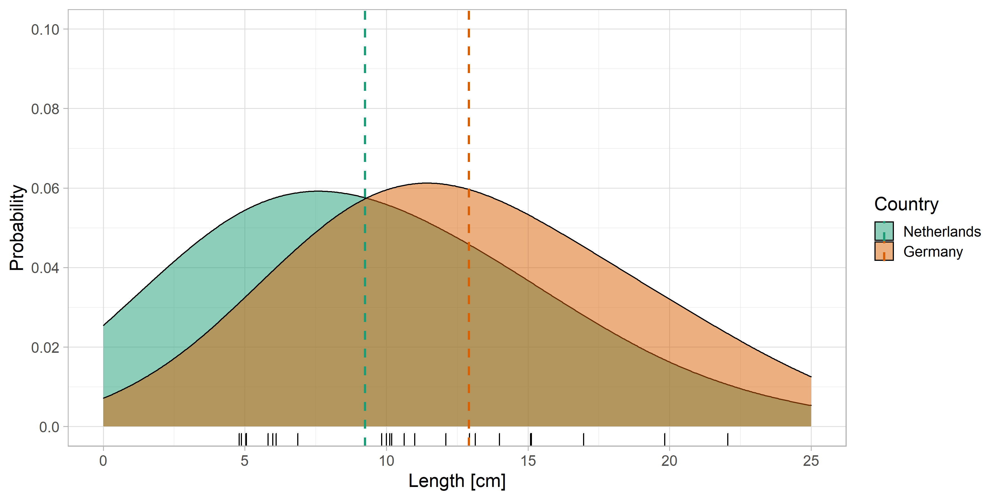 0.10
0.08
0.06
0.04
0.02
0.0
Probability
0 5 10 15 20 25
Length [cm]
Country
Netherlands
Germany